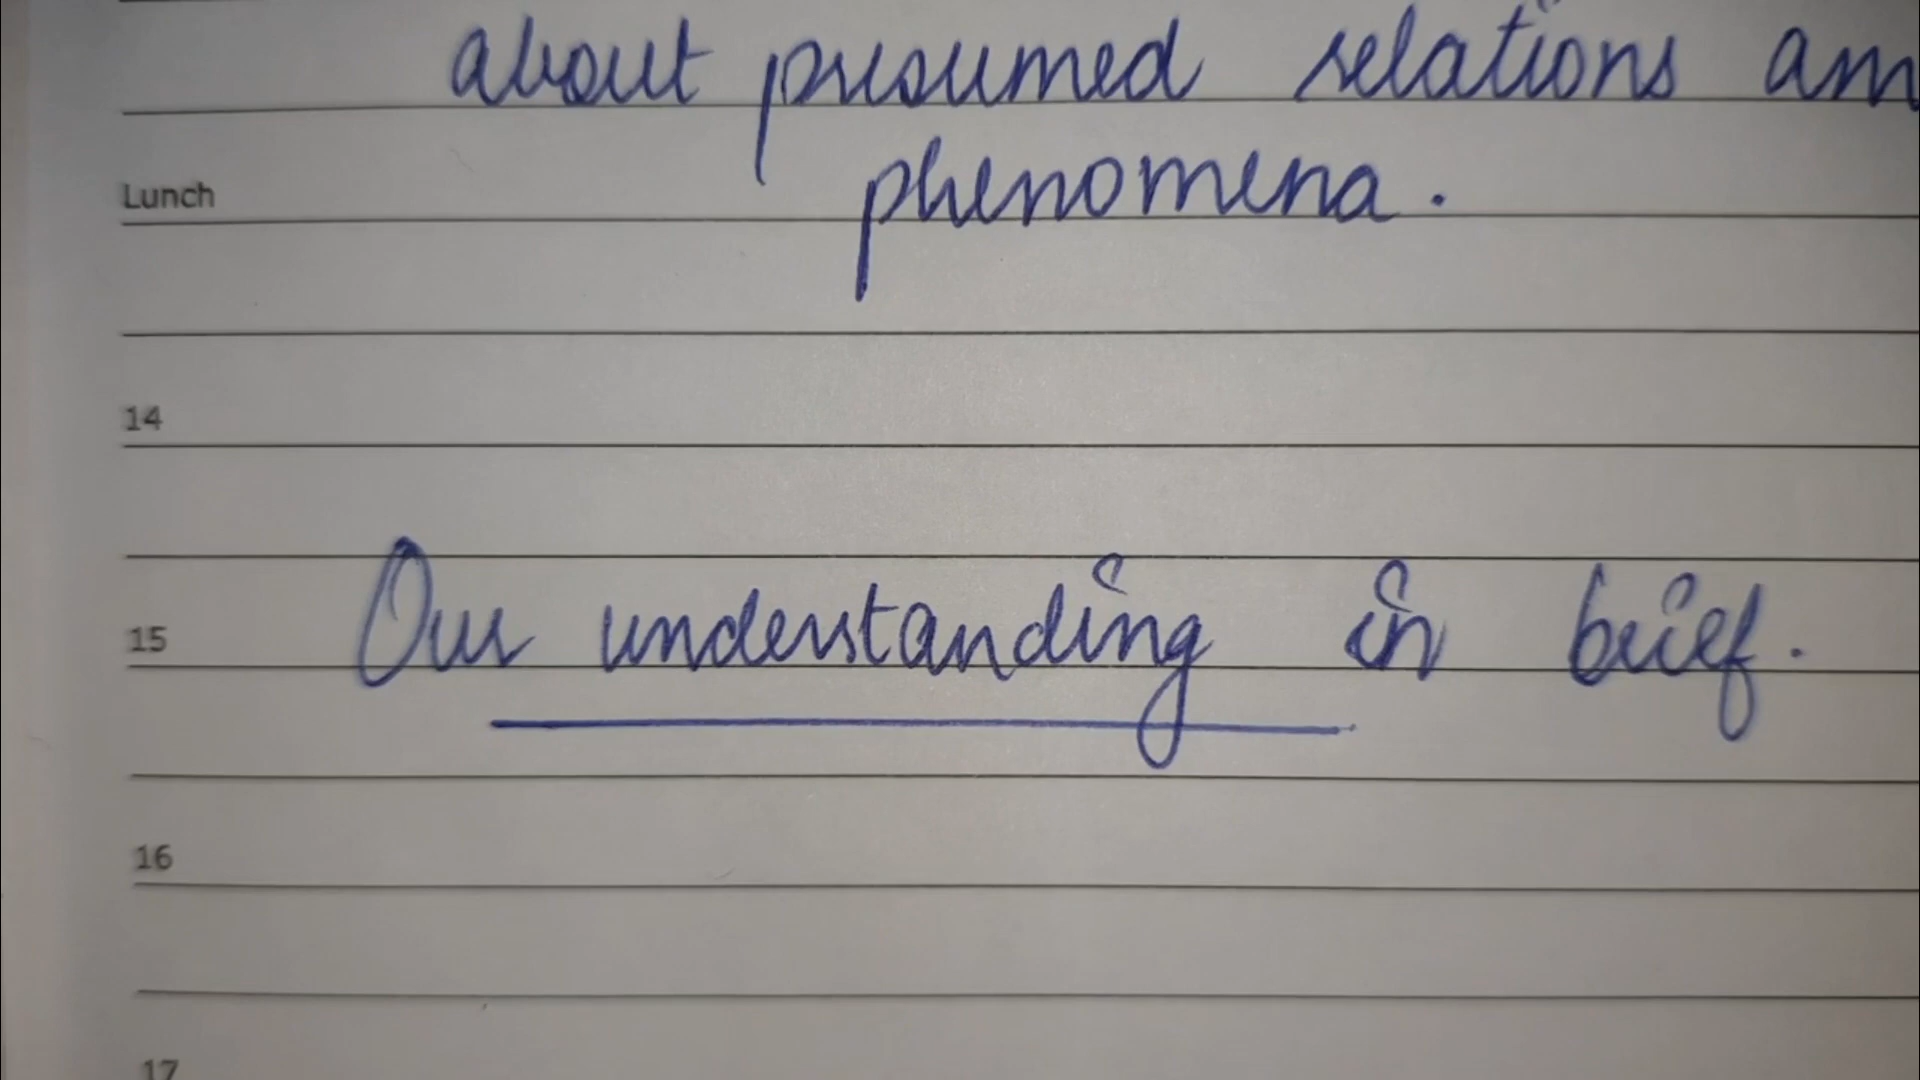 about presumed relations am
Lunch
phenomena.
14
15
Our understanding in brief.
16
17